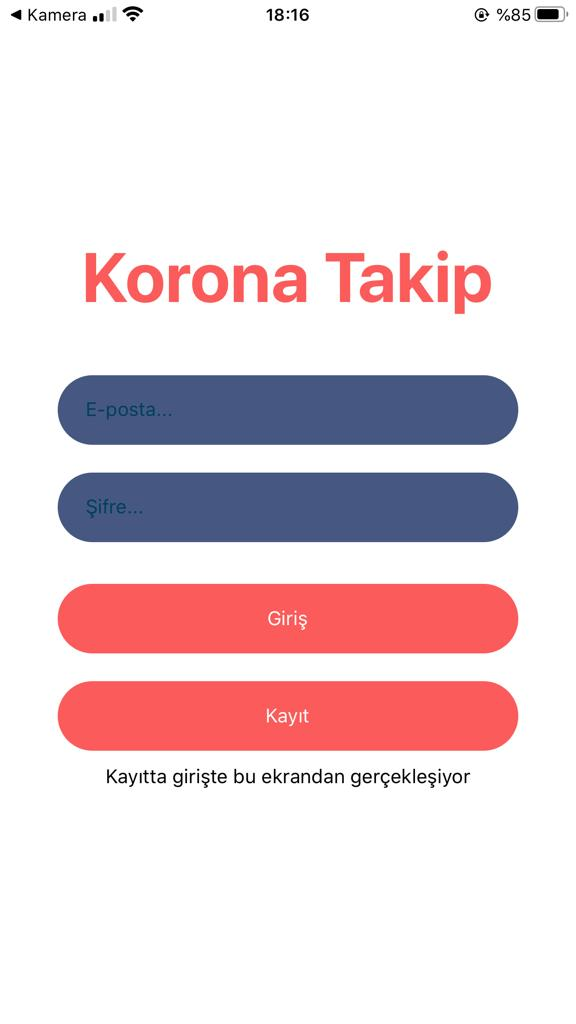 Kamera 18:16 %85
Korona Takip
E-posta...
Şifre...
Giriş
Kayıt
Kayıtta girişte bu ekrandan gerçekleşiyor